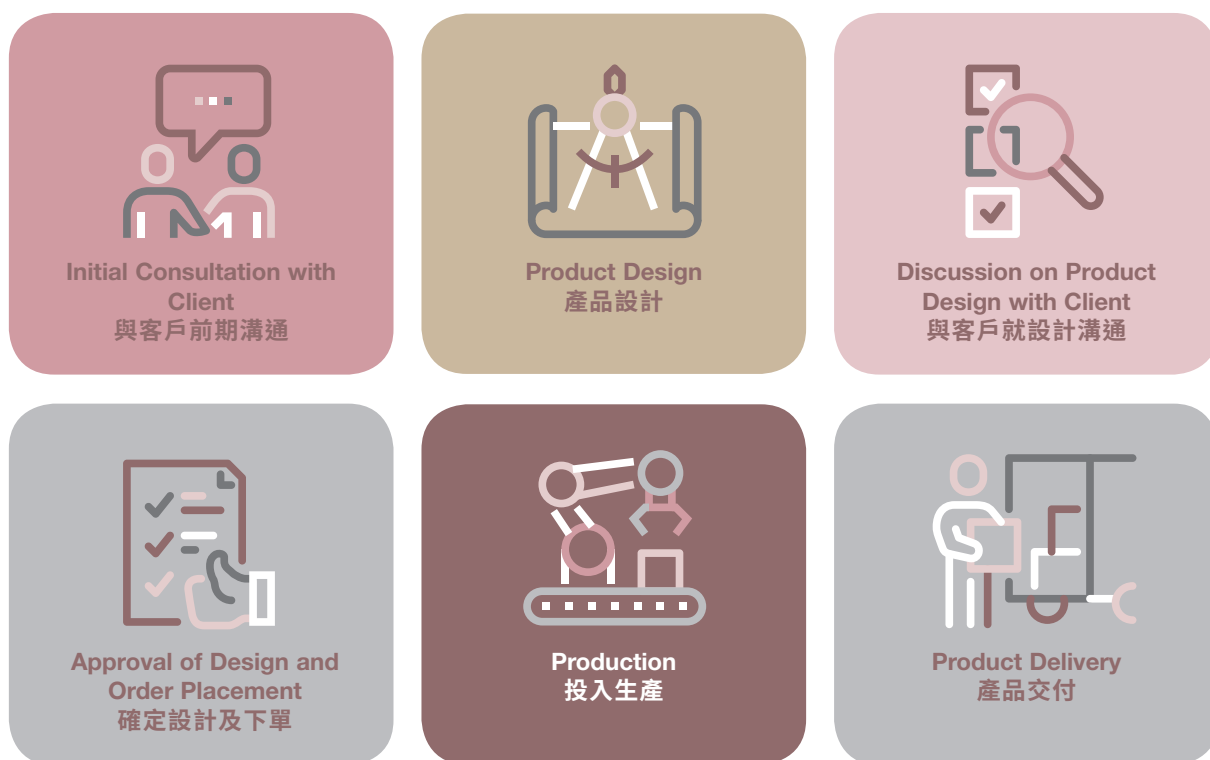 Initial Consultation with
Client
與客戶前期溝通
Product Design
產品設計
Discussion on Product
Design with Client
與客戶就設計溝通
Approval of Design and
Order Placement
確定設計及下單
Production
投入生產
Product Delivery
產品交付